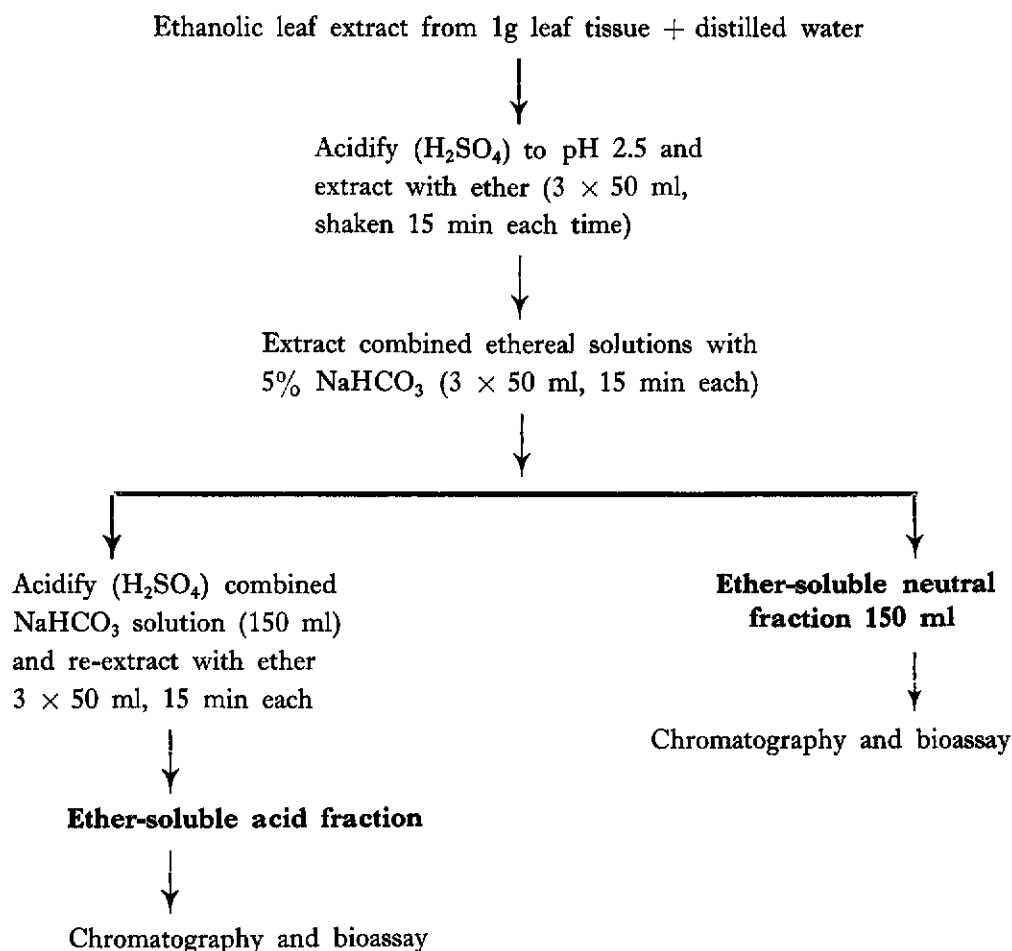 Ethanolic leaf extract from 1g leaf tissue + distilled water
Acidify (H₂SO₄) to pH 2.5 and
extract with ether (3 × 50 ml,
shaken 15 min each time)
Extract combined ethereal solutions with
5% NaHCO₃ (3 × 50 ml, 15 min each)
Acidify (H₂SO₄) combined
NaHCO₃ solution (150 ml)
and re-extract with ether
3 × 50 ml, 15 min each
Ether-soluble acid fraction
Chromatography and bioassay
Ether-soluble neutral
fraction 150 ml
Chromatography and bioassay